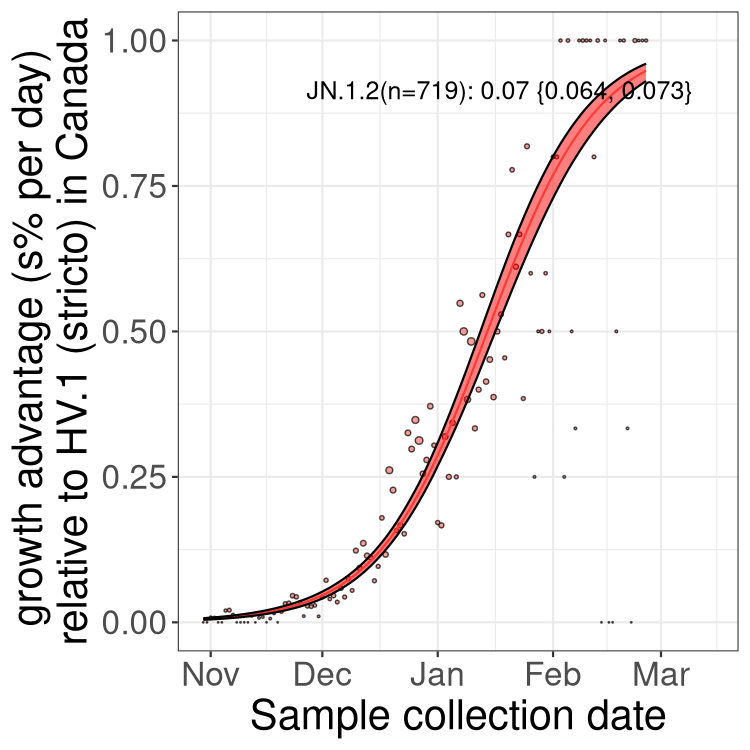 growth advantage (s% per day)
relative to HV.1 (stricto) in Canada
1.00
0.75
0.50
0.25
0.00
JN.1.2(n=719): 0.07 {0.064, 0.073}
Nov Dec Jan Feb Mar
Sample collection date